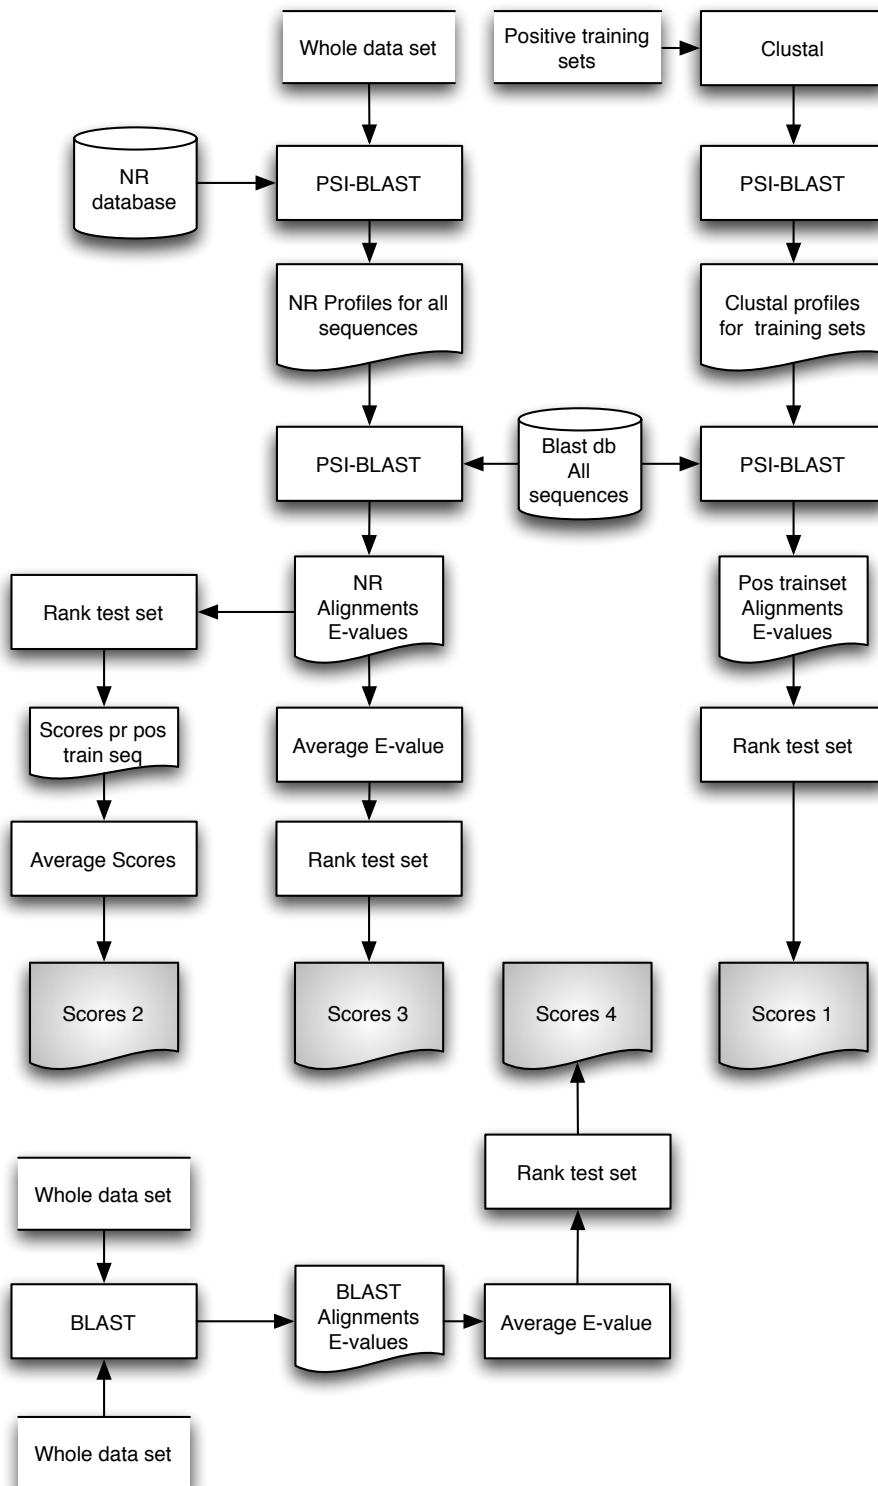 Whole data set
Positive training
sets
Clustal
NR
database
PSI-BLAST
PSI-BLAST
NR Profiles for all
sequences
Clustal profiles
for training sets
PSI-BLAST
Blast db
All
sequences
PSI-BLAST
Rank test set
NR
Alignments
E-values
Pos trainset
Alignments
E-values
Scores pr pos
train seq
Average E-value
Rank test set
Average Scores
Rank test set
Scores 2
Scores 3
Scores 4
Scores 1
Rank test set
Whole data set
BLAST
BLAST
Alignments
E-values
Average E-value
Whole data set